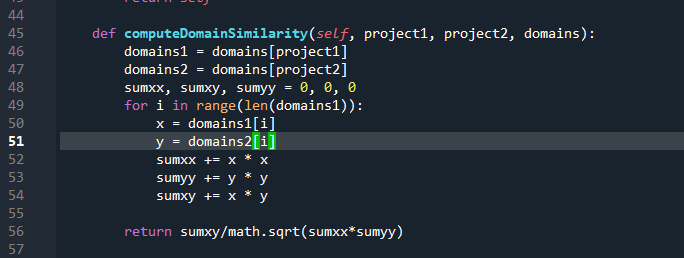 return self
44
45 def computeDomainSimilarity(self, project1, project2, domains):
46 domains1 = domains[project1]
47 domains2 = domains[project2]
48 sumxx, sumxy, sumyy = 0, 0, 0
49 for i in range(len(domains1)):
50 x = domains1[i]
51 y = domains2[i]
52 sumxx += x * x
53 sumyy += y * y
54 sumxy += x * y
55
56 return sumxy/math.sqrt(sumxx*sumyy)
57